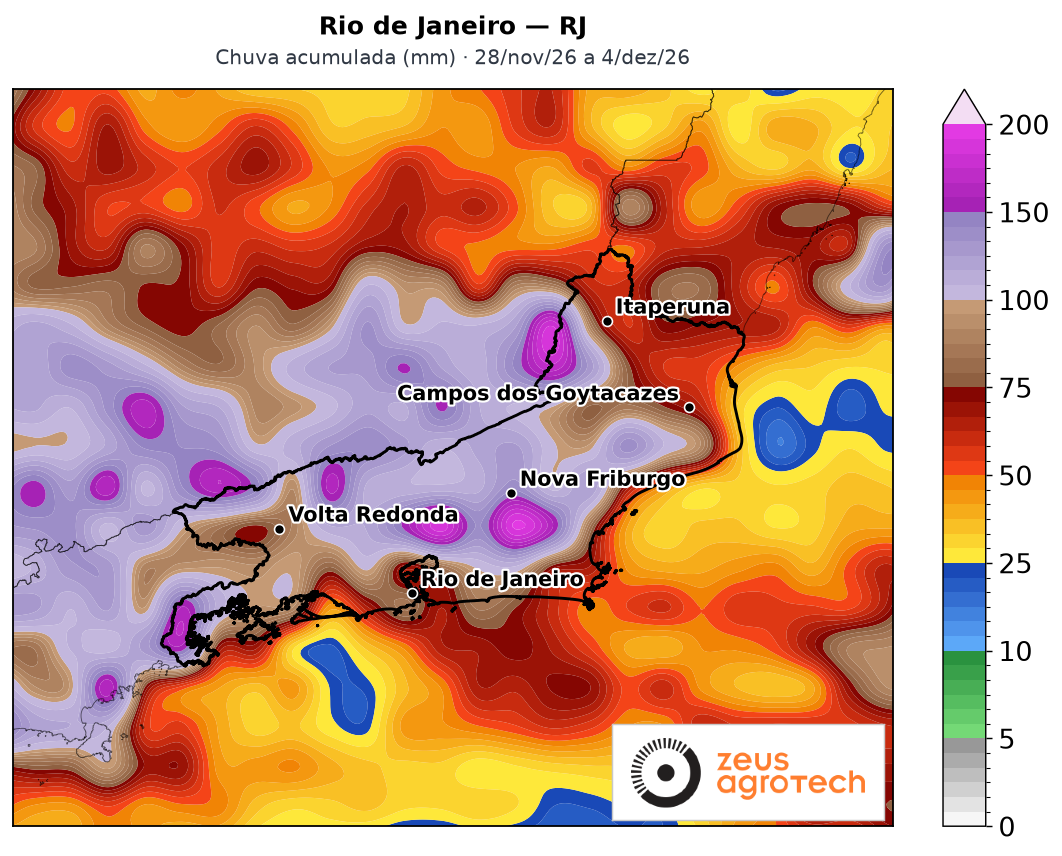 Rio de Janeiro — RJ
Chuva acumulada (mm) · 28/nov/26 a 4/dez/26
Itaperuna
Campos dos Goytacazes
Nova Friburgo
Volta Redonda
Rio de Janeiro
200
150
100
75
50
25
10
5
0
zeus
agrotech